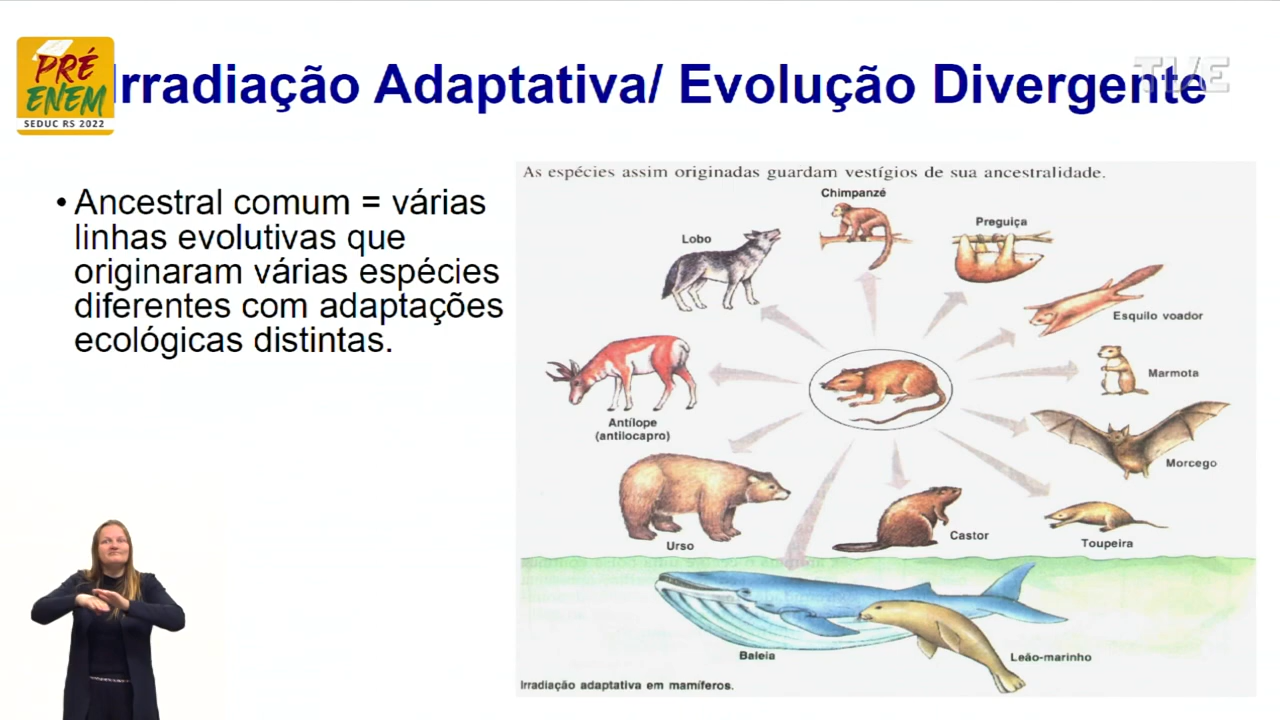 PRÉ
ENEM
SEDUC RS 2022
Irradiação Adaptativa/ Evolução Divergente
TVE
• Ancestral comum = várias
linhas evolutivas que
originaram várias espécies
diferentes com adaptações
ecológicas distintas.
As espécies assim originadas guardam vestígios de sua ancestralidade.
Chimpanzé
Preguiça
Lobo
Esquilo voador
Marmota
Antílope
(antilocapro)
Morcego
Castor
Toupeira
Urso
Baleia
Leão-marinho
Irradiação adaptativa em mamíferos.